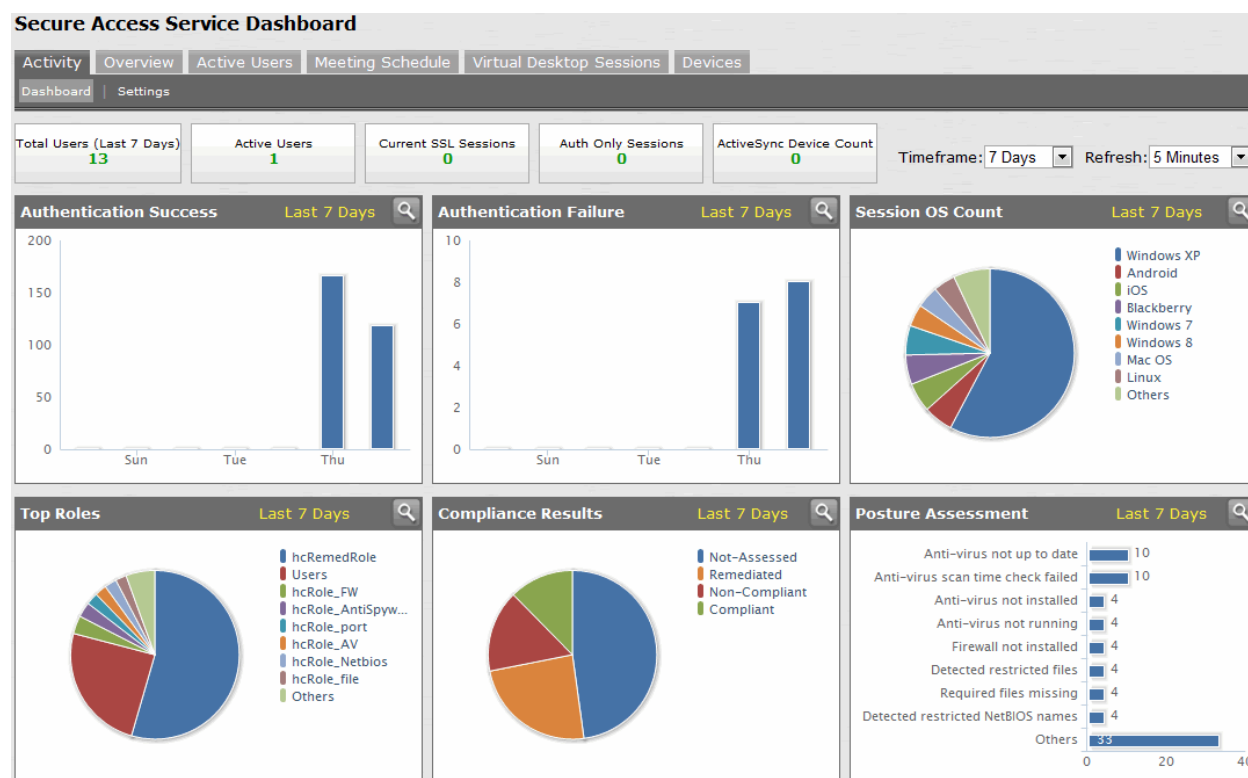 Secure Access Service Dashboard
Activity Overview Active Users Meeting Schedule Virtual Desktop Sessions Devices
Dashboard | Settings
Total Users (Last 7 Days)
13
Active Users
1
Current SSL Sessions
0
Auth Only Sessions
0
ActiveSync Device Count
0
Timeframe: 7 Days Refresh: 5 Minutes
Authentication Success Last 7 Days
200
150
100
50
0
Sun Tue Thu
Authentication Failure Last 7 Days
10
8
6
4
2
0
Sun Tue Thu
Session OS Count Last 7 Days
Windows XP
Android
iOS
Blackberry
Windows 7
Windows 8
Mac OS
Linux
Others
Top Roles Last 7 Days
hcRemedRole
Users
hcRole_FW
hcRole_AntiSpyw...
hcRole_port
hcRole_AV
hcRole_Netbios
hcRole_file
Others
Compliance Results Last 7 Days
Not-Assessed
Remediated
Non-Compliant
Compliant
Posture Assessment Last 7 Days
Anti-virus not up to date 10
Anti-virus scan time check failed 10
Anti-virus not installed 4
Anti-virus not running 4
Firewall not installed 4
Detected restricted files 4
Required files missing 4
Detected restricted NetBIOS names 4
Others 33
0 20 40